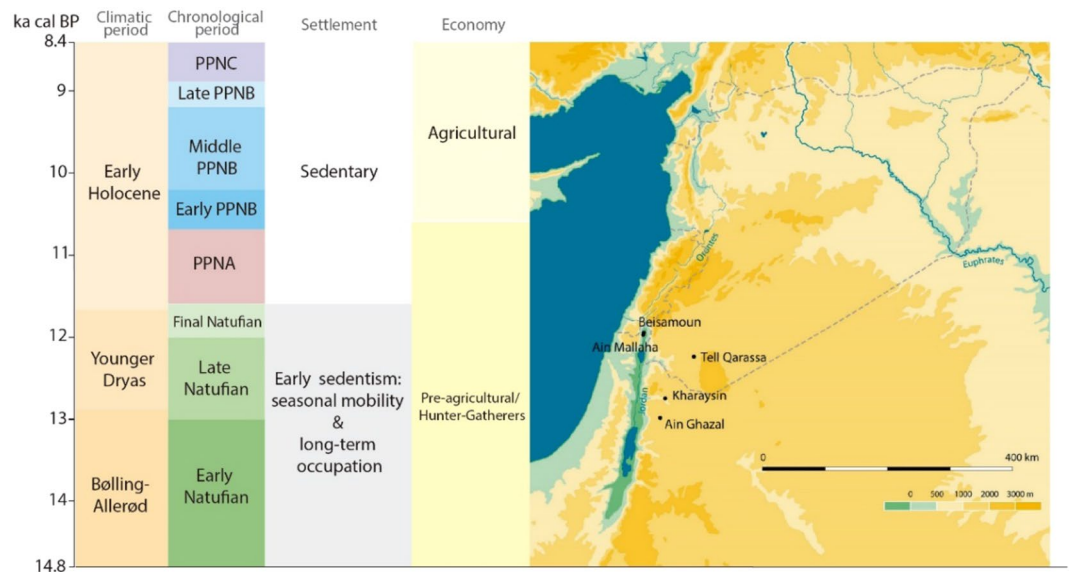 ka cal BP
Climatic
period
Chronological
period
Settlement
Economy
8.4
9
10
11
12
13
14
14.8
Early
Holocene
Younger
Dryas
Bølling-
Allerød
PPNC
Late PPNB
Middle
PPNB
Early PPNB
PPNA
Final Natufian
Late
Natufian
Early
Natufian
Sedentary
Early sedentism:
seasonal mobility
&
long-term
occupation
Agricultural
Pre-agricultural/
Hunter-Gatherers
Orontes
Euphrates
Beisamoun
Ain Mallaha
Tell Qarassa
Jordan
Kharaysin
Ain Ghazal
0 400 km
0 500 1000 2000 3000 m